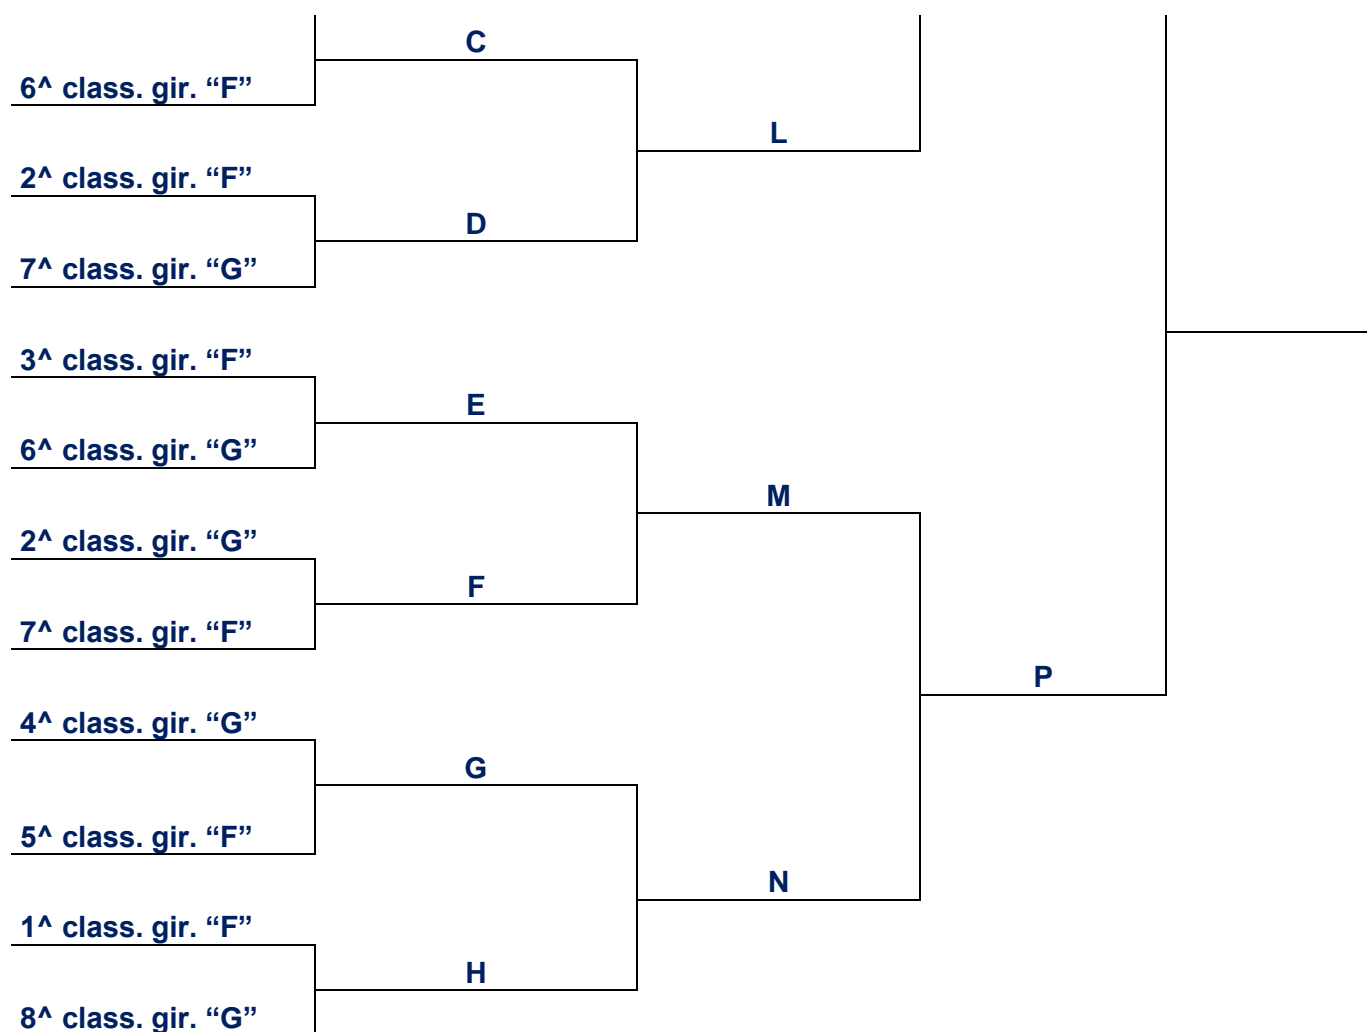 C
6^ class. gir. “F”
L
2^ class. gir. “F”
D
7^ class. gir. “G”
3^ class. gir. “F”
E
6^ class. gir. “G”
M
2^ class. gir. “G”
F
7^ class. gir. “F”
P
4^ class. gir. “G”
G
5^ class. gir. “F”
N
1^ class. gir. “F”
H
8^ class. gir. “G”